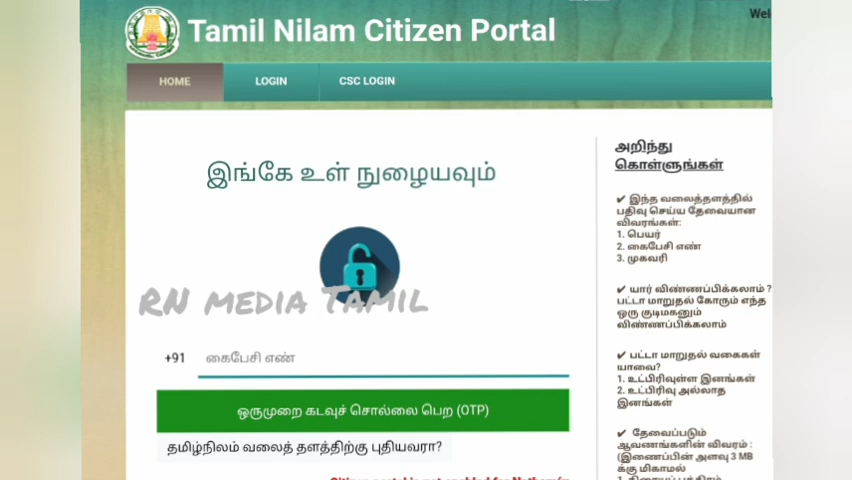 Wel
Tamil Nilam Citizen Portal
HOME
LOGIN
CSC LOGIN
இங்கே உள் நுழையவும்
RN MEDIA TAMIL
+91 கைபேசி எண்
ஒருமுறை கடவுச் சொல்லை பெற (OTP)
தமிழ்நிலம் வலைத் தளத்திற்கு புதியவரா?
அறிந்து
கொள்ளுங்கள்
✔ இந்த வலைத்தளத்தில்
பதிவு செய்ய தேவையான
விவரங்கள்:
1. பெயர்
2. கைபேசி எண்
3. முகவரி
✔ யார் விண்ணப்பிக்கலாம் ?
பட்டா மாறுதல் கோரும் எந்த
ஒரு குடிமகனும்
விண்ணப்பிக்கலாம்
✔ பட்டா மாறுதல் வகைகள்
யாவை?
1. உட்பிரிவுள்ள இனங்கள்
2. உட்பிரிவு அல்லாத
இனங்கள்
✔ தேவைப்படும்
ஆவணங்களின் விவரம் :
(இணைப்பின் அளவு 3 MB
க்கு மிகாமல்